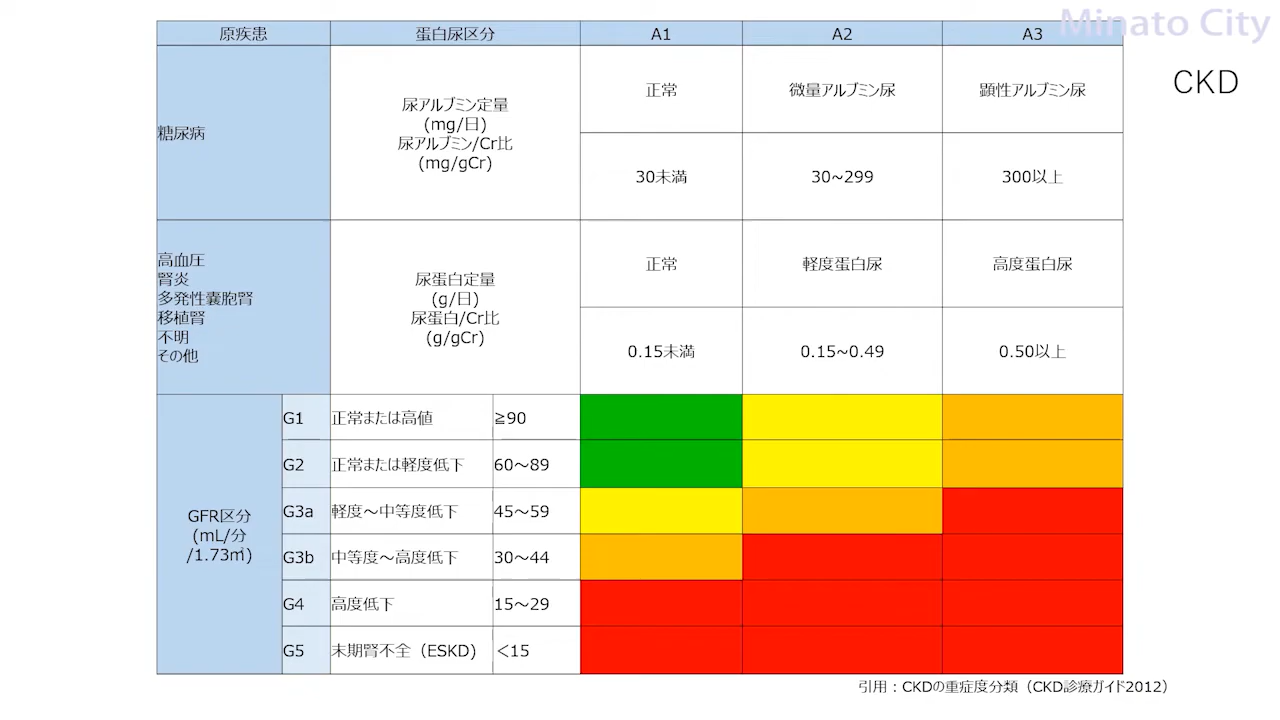 Minato City
CKD
原疾患 蛋白尿区分 A1 A2 A3
糖尿病
尿アルブミン定量
(mg/日)
尿アルブミン/Cr比
(mg/gCr)
正常 微量アルブミン尿 顕性アルブミン尿
30未満 30~299 300以上
高血圧
腎炎
多発性嚢胞腎
移植腎
不明
その他
尿蛋白定量
(g/日)
尿蛋白/Cr比
(g/gCr)
正常 軽度蛋白尿 高度蛋白尿
0.15未満 0.15~0.49 0.50以上
GFR区分
(mL/分
/1.73㎡)
G1 正常または高値 ≧90
G2 正常または軽度低下 60～89
G3a 軽度～中等度低下 45～59
G3b 中等度～高度低下 30～44
G4 高度低下 15～29
G5 末期腎不全（ESKD) ＜15
引用：CKDの重症度分類（CKD診療ガイド2012）